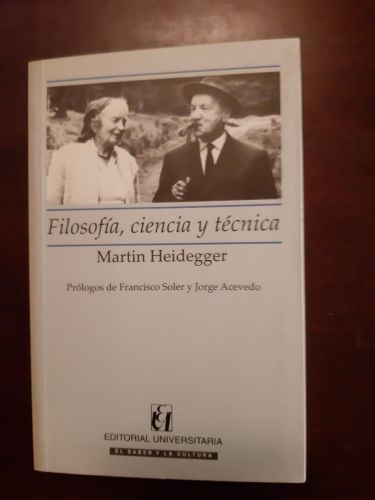 Filosofía, ciencia y técnica
Martin Heidegger
Prólogos de Francisco Soler y Jorge Acevedo
EDITORIAL UNIVERSITARIA
EL SABER Y LA CULTURA